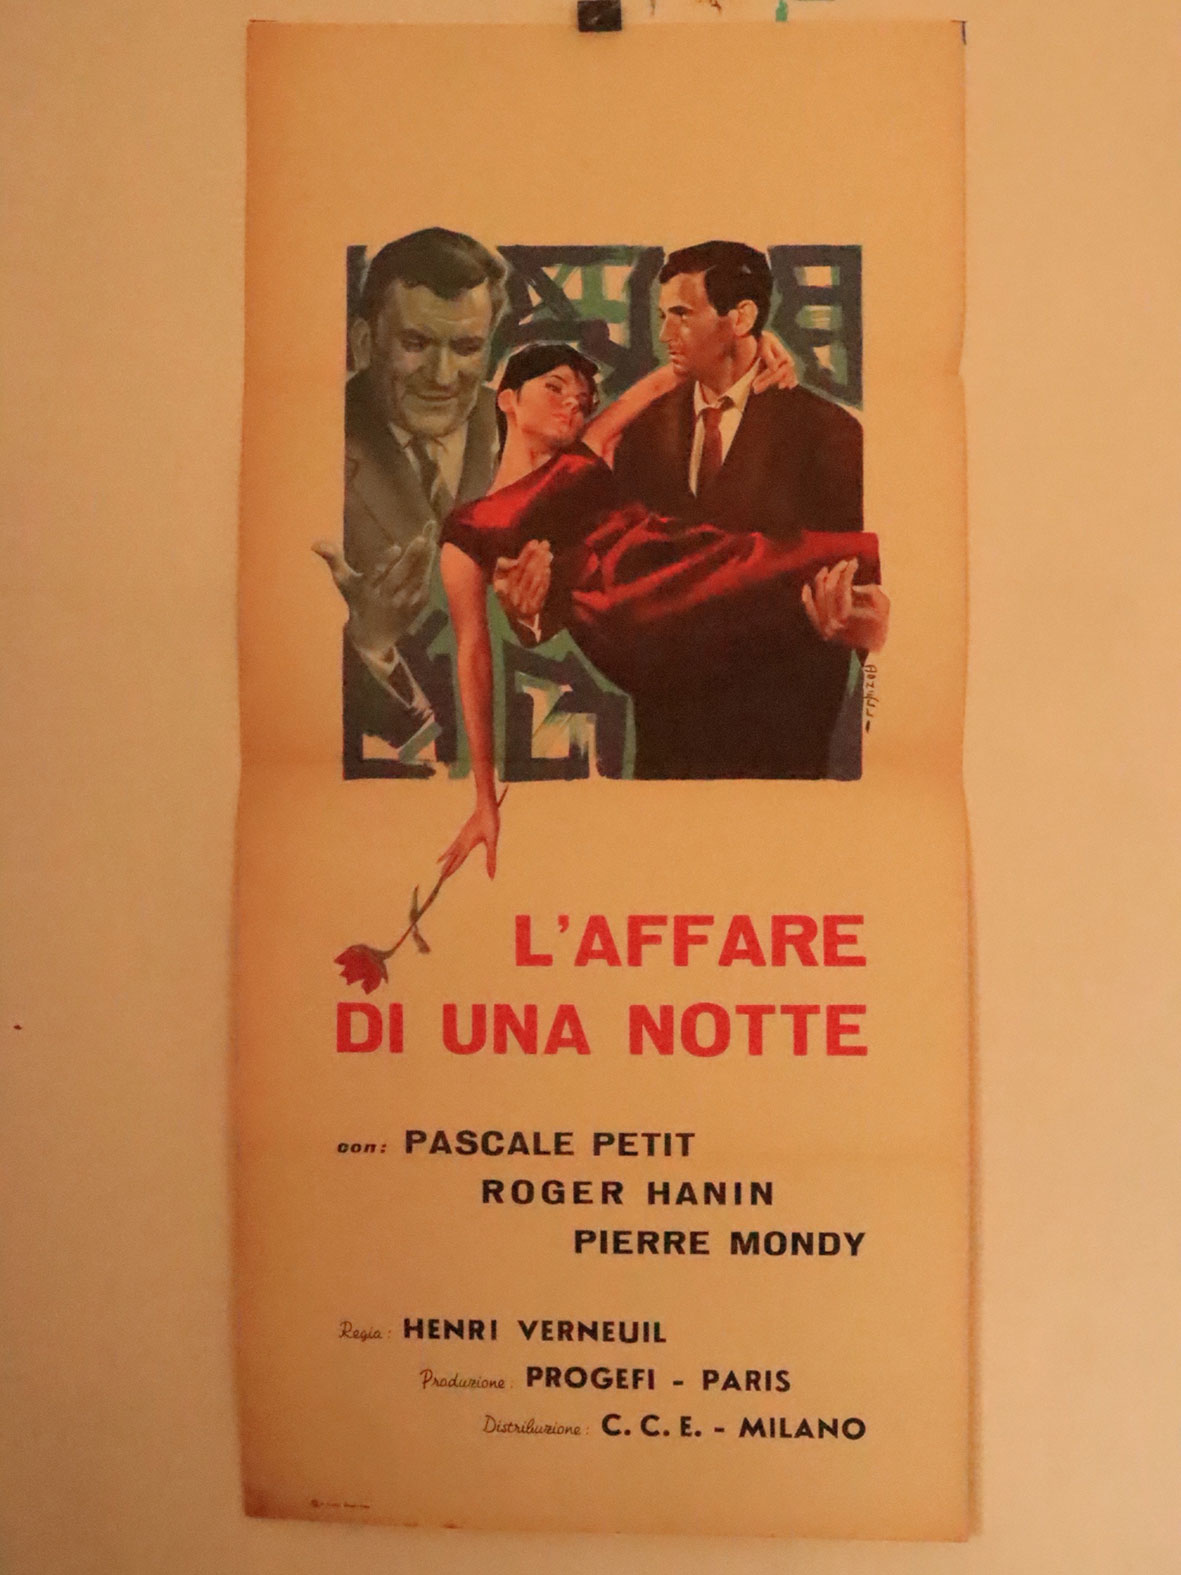 L'AFFARE
DI UNA NOTTE
con: PASCALE PETIT
ROGER HANIN
PIERRE MONDY
Regia: HENRI VERNEUIL
Produzione: PROGEFI - PARIS
Distribuzione: C. C. E. - MILANO